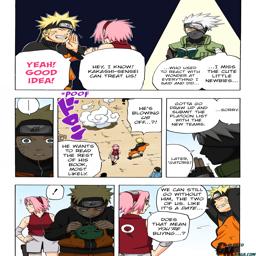 YEAH!
GOOD
IDEA!
HEY, I KNOW!
KAKASHI-SENSEI
CAN TREAT US!
...WHO USED
TO REACT WITH
WONDER AT
EVERYTHING I
SAID AND DID...
...I MISS
THE CUTE
LITTLE
NEWBIES...
*POOF
HE'S
BLOWING
US
OFF...?!
GOTTA GO
DRAW UP AND
SUBMIT THE
PLATOON LIST
WITH THE
NEW TEAMS.
...SORRY
HE WANTS
TO READ
THE REST
OF HIS
BOOK,
MOST
LIKELY.
LATER,
WE CAN STILL
GO WITHOUT
HIM, THE TWO
OF US. LIKE
IT'S A DATE...
DOES
THAT MEAN
YOU'RE
BUYING...?